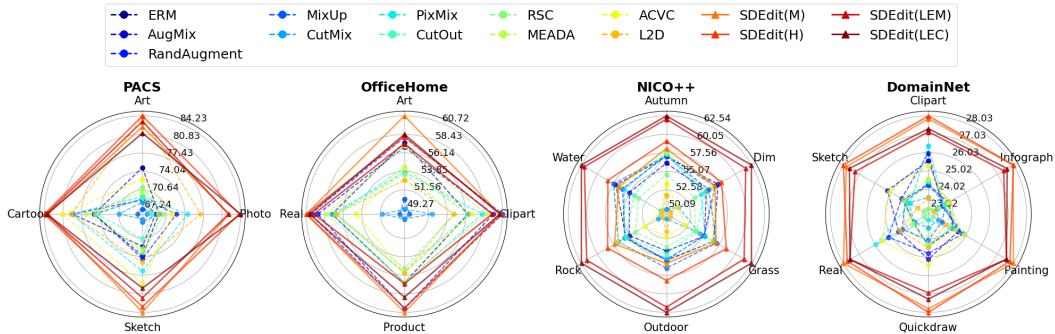 ERM MixUp PixMix RSC ACVC SDEdit(M) SDEdit(LEM)
AugMix CutMix CutOut MEADA L2D SDEdit(H) SDEdit(LEC)
RandAugment
PACS
Art
84.23
80.83
77.43
74.04
70.64
67.24
Cartoon
Photo
Sketch
OfficeHome
Art
60.72
58.43
56.14
53.85
51.56
49.27
Real
Clipart
Product
NICO++
Autumn
62.54
60.05
57.56
55.07
52.58
50.09
Water
Dim
Rock
Grass
Outdoor
DomainNet
Clipart
28.03
27.03
26.03
25.02
24.02
23.02
Sketch
Infograph
Real
Painting
Quickdraw